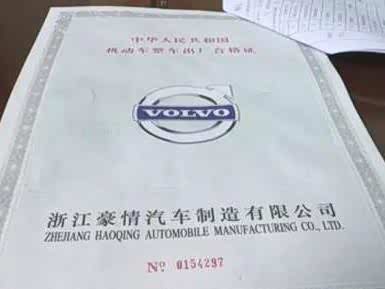 中华人民共和国
机动车整车出厂合格证
VOLVO
浙江豪情汽车制造有限公司
ZHEJIANG HAOQING AUTOMOBILE MANUFACTURING CO., LTD.
Nº 0154297